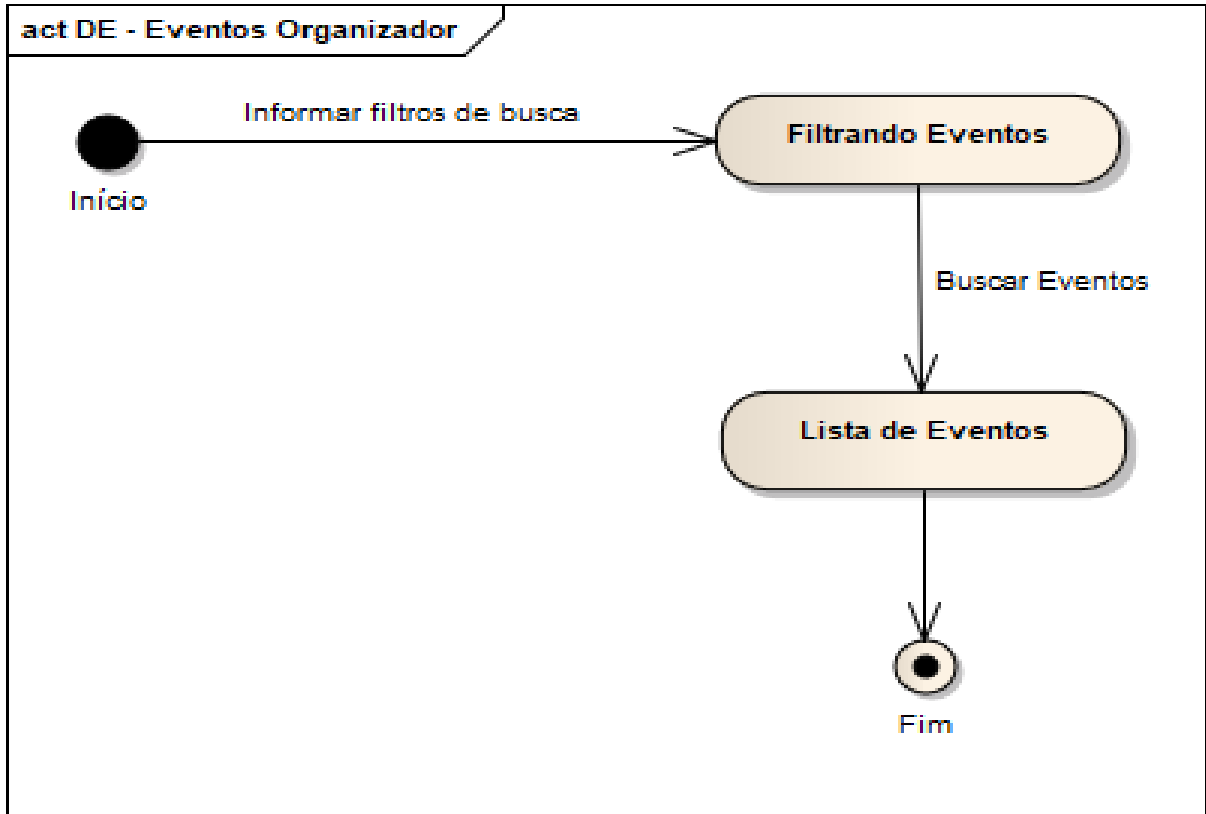 act DE - Eventos Organizador
Informar filtros de busca
Filtrando Eventos
Início
Buscar Eventos
Lista de Eventos
Fim